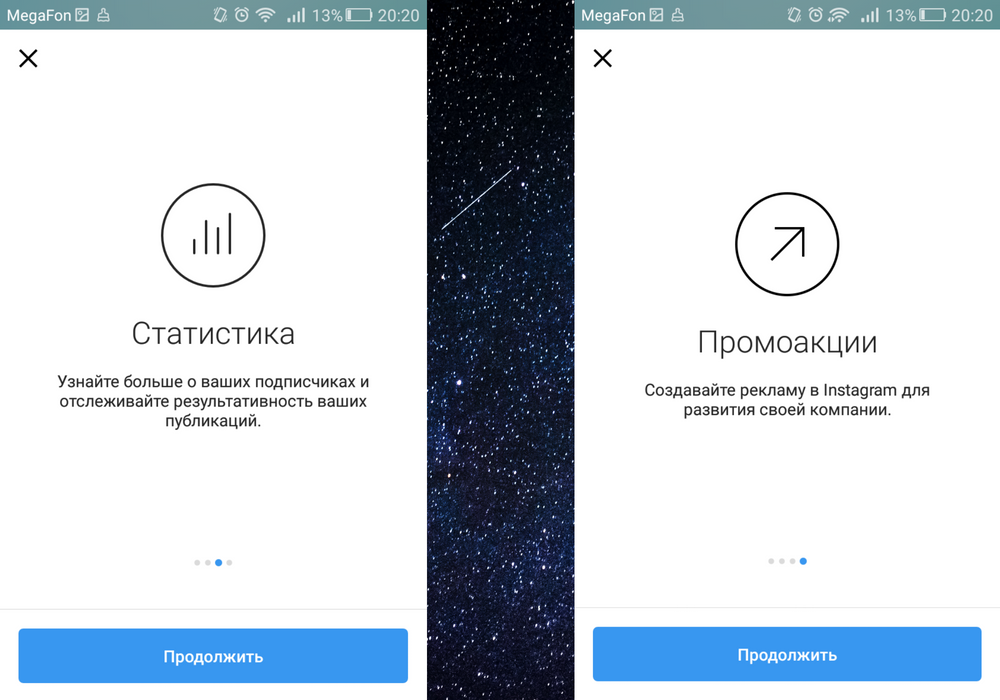 MegaFon 13% 20:20
Статистика
Узнайте больше о ваших подписчиках и
отслеживайте результативность ваших
публикаций.
Продолжить
MegaFon 13% 20:20
Промоакции
Создавайте рекламу в Instagram для
развития своей компании.
Продолжить